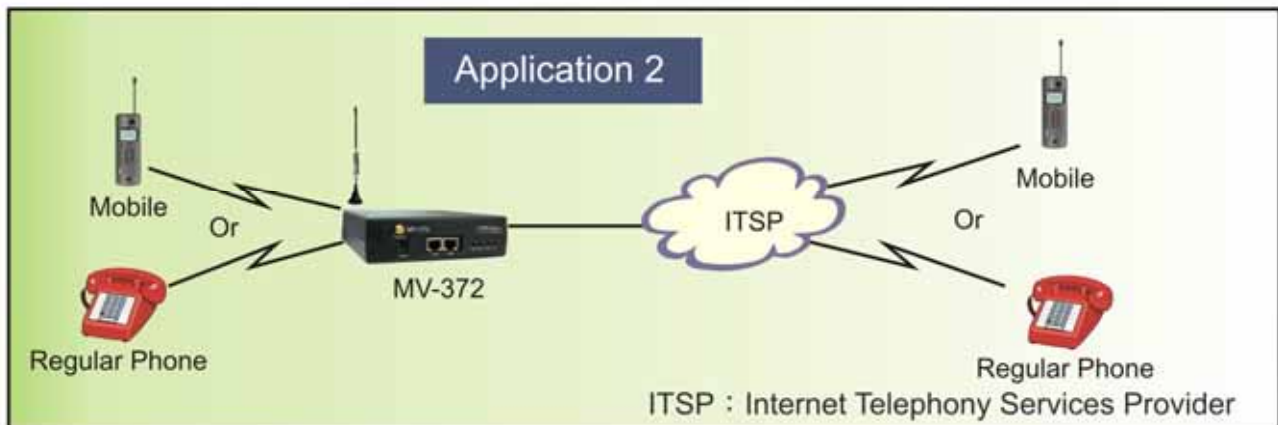 Application 2
Mobile
Or
Regular Phone
MV-372
ITSP
Mobile
Or
Regular Phone
ITSP : Internet Telephony Services Provider